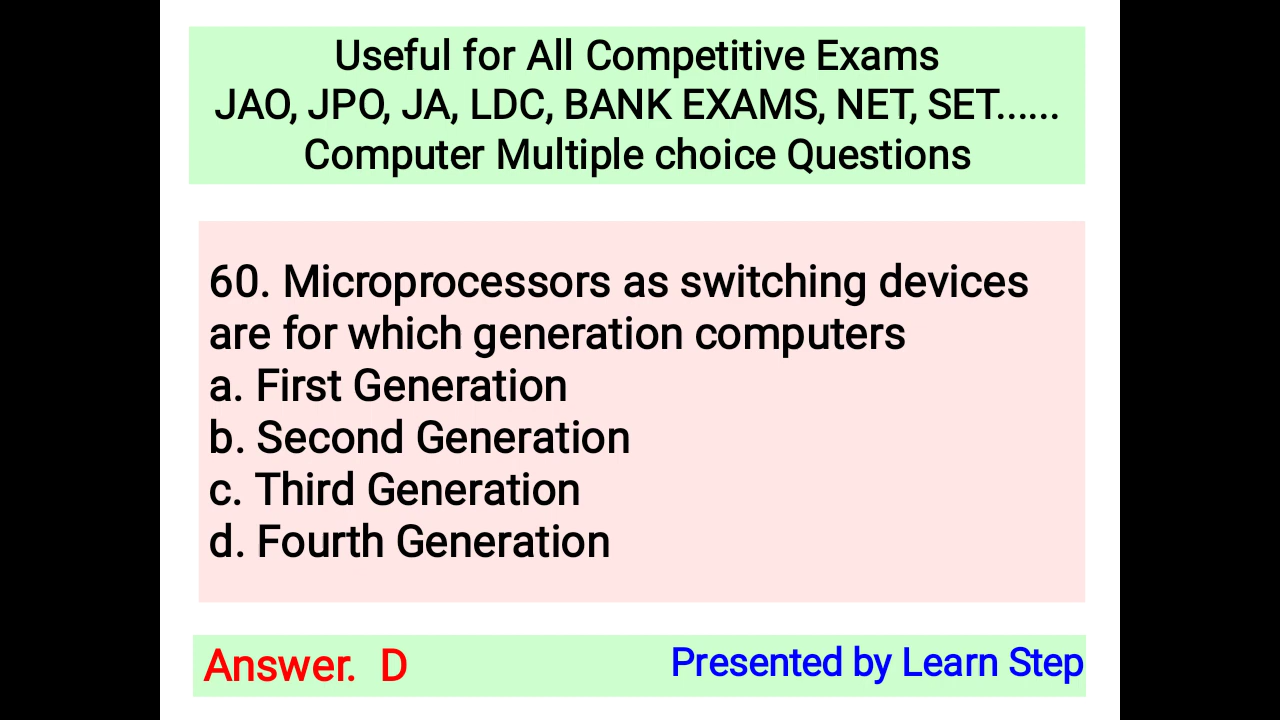 Useful for All Competitive Exams
JAO, JPO, JA, LDC, BANK EXAMS, NET, SET......
Computer Multiple choice Questions
60. Microprocessors as switching devices
are for which generation computers
a. First Generation
b. Second Generation
c. Third Generation
d. Fourth Generation
Answer. D
Presented by Learn Step